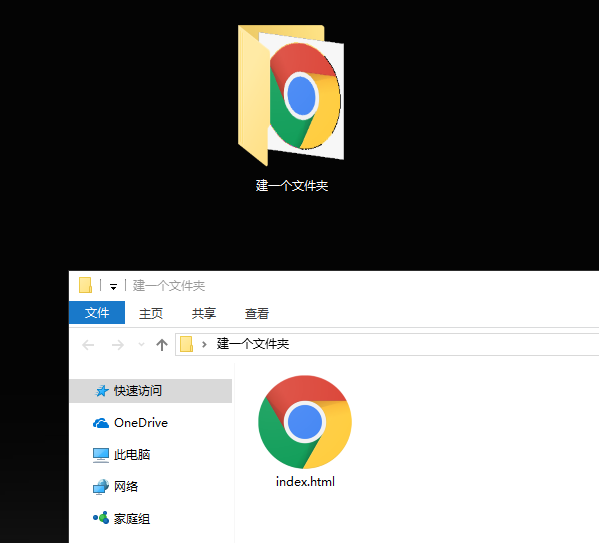 建一个文件夹
建一个文件夹
文件 主页 共享 查看
建一个文件夹
快速访问
OneDrive
此电脑
网络
家庭组
index.html